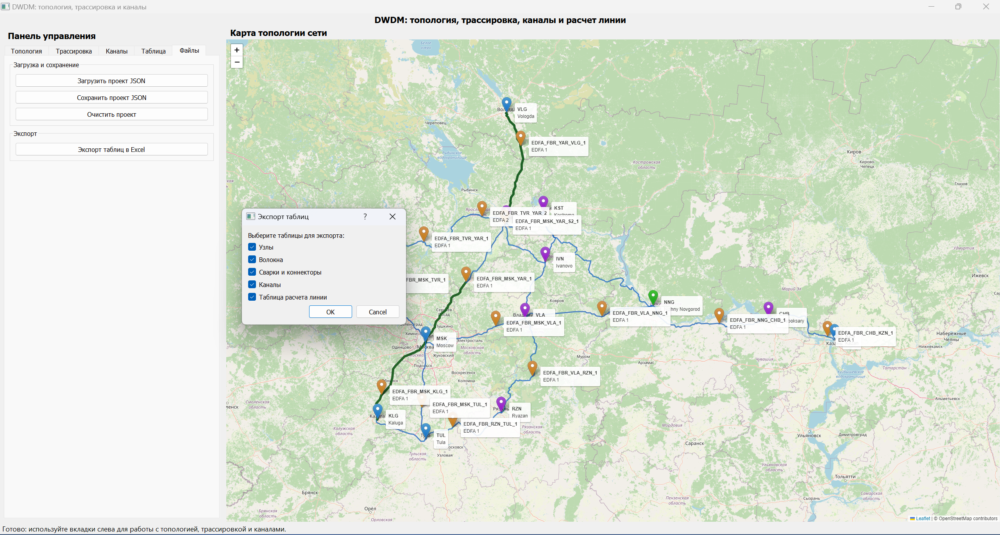 DWDM: топология, трассировка и каналы
DWDM: топология, трассировка, каналы и расчет линии
Панель управления
Карта топологии сети
Топология
Трассировка
Каналы
Таблица
Файлы
Загрузка и сохранение
Загрузить проект JSON
Сохранить проект JSON
Очистить проект
Экспорт
Экспорт таблиц в Excel
+
−
Белое
озеро
VLG
Vologda
Череповец
EDFA_FBR_YAR_VLG_1
EDFA 1
Рыбинское
водохранилище
Костромская
область
Киров
Кирово-
Чепецк
Глазов
Рыбинск
KST
Kostroma
EDFA_FBR_TVR_YAR_2
EDFA 2
EDFA_FBR_MSK_YAR_S2_1
EDFA 1
Экспорт таблиц
?
Выберите таблицы для экспорта:
Узлы
Волокна
Сварки и коннекторы
Каналы
Таблица расчета линии
OK
Cancel
EDFA_FBR_TVR_YAR_1
EDFA 1
Удмуртия
IVN
Ivanovo
FBR_MSK_TVR_1
EDFA_FBR_MSK_YAR_1
EDFA 1
Ижевск
Марий Эл
Ковров
NNG
Nizhny Novgorod
Сергиев
Посад
VLA
EDFA_FBR_VLA_NNG_1
EDFA 1
CHB
EDFA_FBR_MSK_VLA_1
EDFA 1
EDFA_FBR_NNG_CHB_1
EDFA 1
Зеленоград
Пушкино
Химки
EDFA_FBR_CHB_KZN_1
EDFA 1
Набережные
Челны
Нижнекамск
MSK
Moscow
Электросталь
Одинцово
Москва
Московская
область
Жуковский
Муром
Чувашия
Арзамас
Подольск
Татарстан
Воскресенск
Коломна
EDFA_FBR_VLA_RZN_1
EDFA 1
Куйбышевское
водохранилище
EDFA_FBR_MSK_KLG_1
EDFA 1
Альметьевск
Смоленская
область
EDFA_FBR_MSK_TUL_1
EDFA 1
RZN
Ryazan
KLG
Kaluga
EDFA_FBR_RZN_TUL_1
EDFA 1
Рязанская
область
Мордовия
Калужская
область
TUL
Tula
Ульяновск
Димитровград
Саранск
Узловая
Тульская
область
Ульяновская
область
Тольятти
Брянск
Пензенская
область
Сызрань
Самарская
область
Орёл
Брянская
область
Орловская
Leaflet | © OpenStreetMap contributors
Готово: используйте вкладки слева для работы с топологией, трассировкой и каналами.